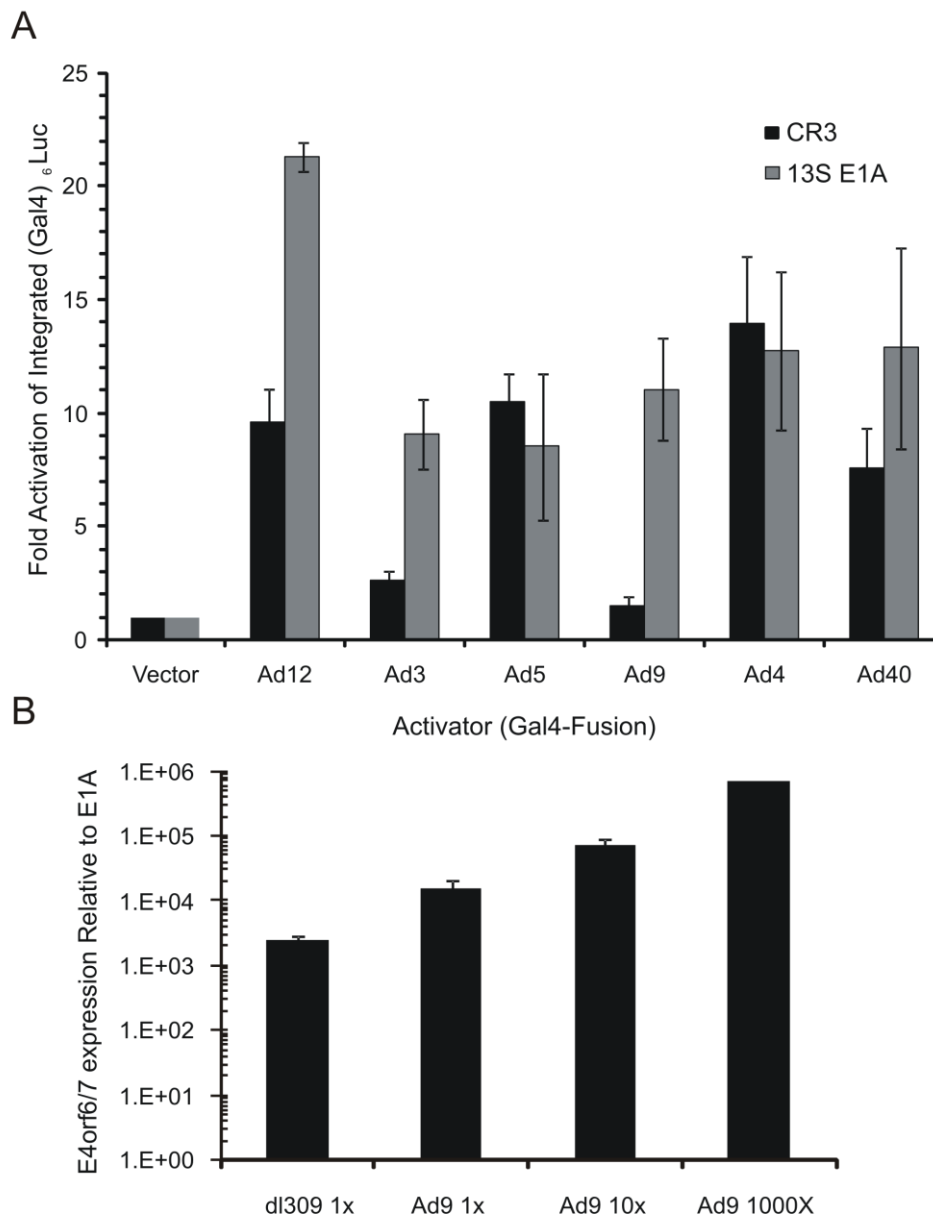 A
Fold Activation of Integrated (Gal4) 6 Luc
25
20
15
10
5
0
CR3
13S E1A
Vector Ad12 Ad3 Ad5 Ad9 Ad4 Ad40
Activator (Gal4-Fusion)
B
E4orf6/7 expression Relative to E1A
1.E+06
1.E+05
1.E+04
1.E+03
1.E+02
1.E+01
1.E+00
dl309 1x Ad9 1x Ad9 10x Ad9 1000X